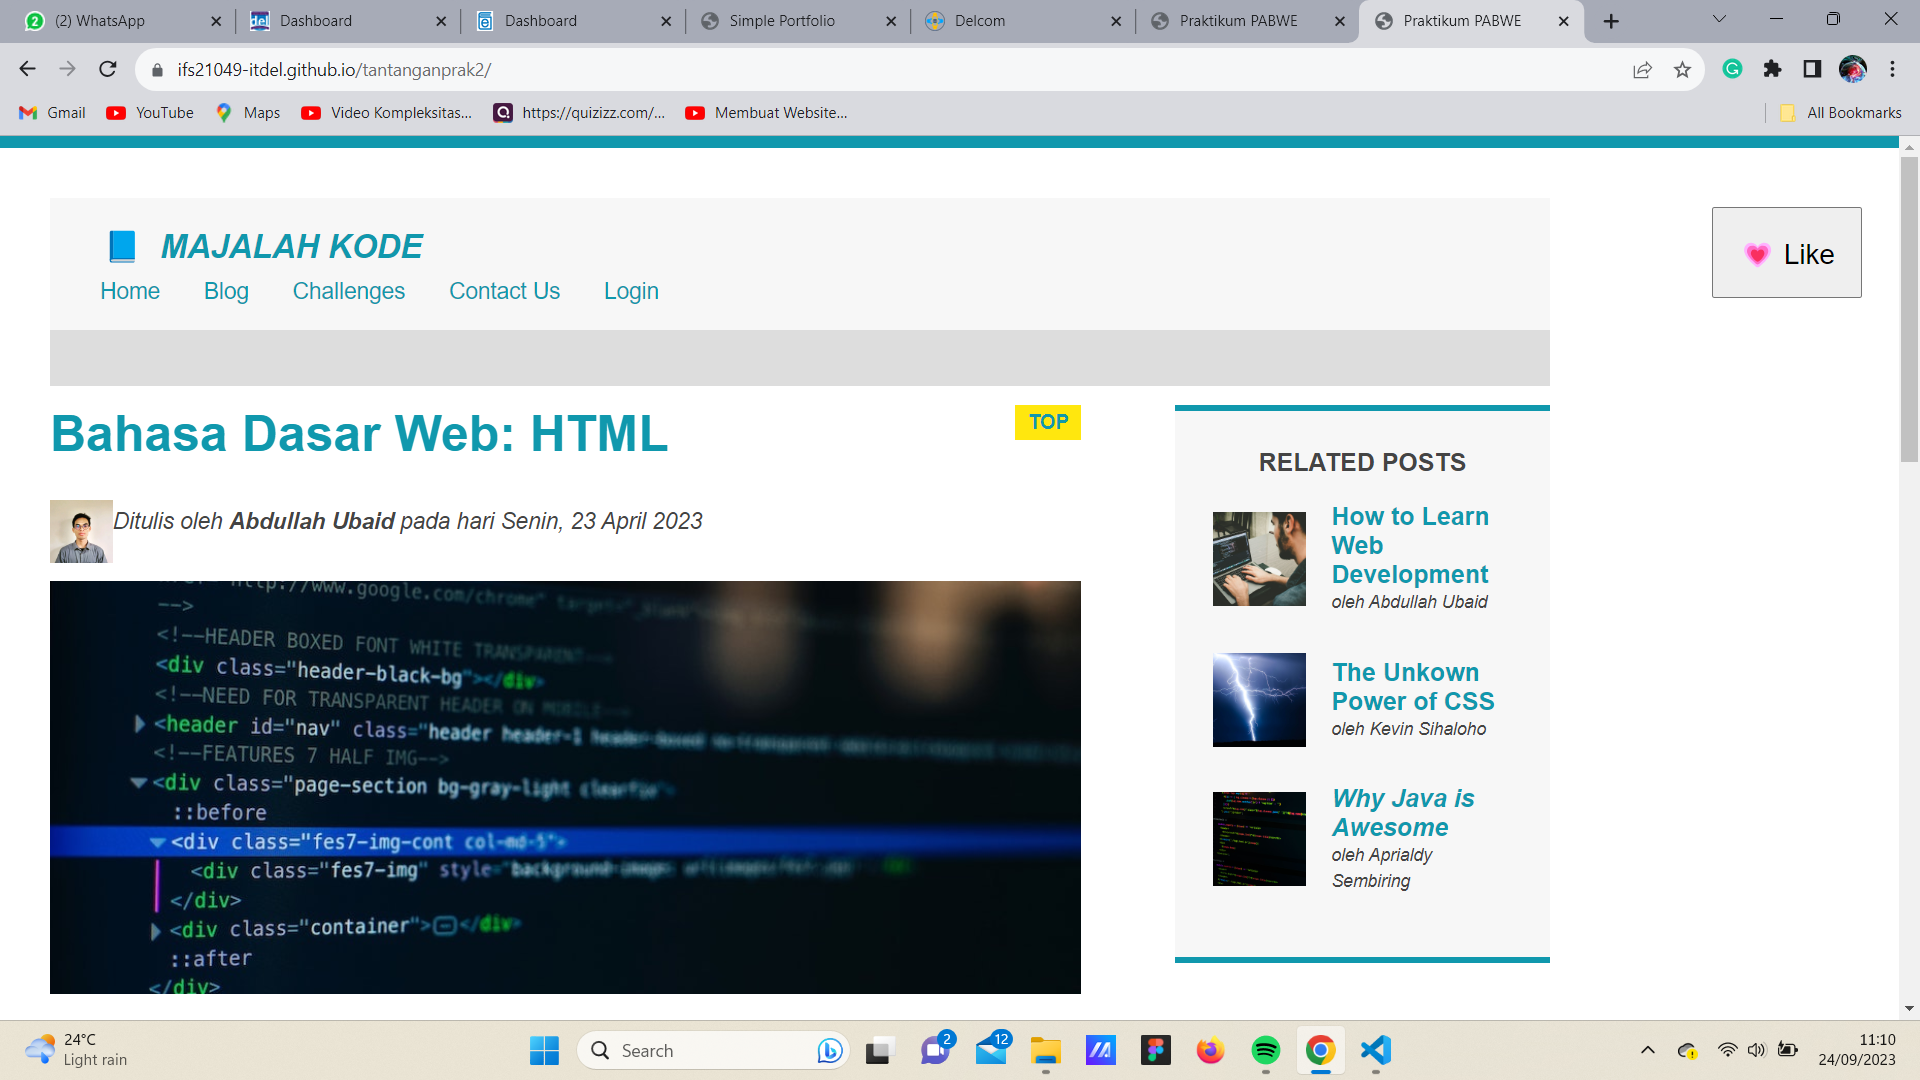 (2) WhatsApp
Dashboard
Dashboard
Simple Portfolio
Delcom
Praktikum PABWE
Praktikum PABWE
ifs21049-itdel.github.io/tantanganprak2/
Gmail
YouTube
Maps
Video Kompleksitas...
https://quizizz.com/...
Membuat Website...
All Bookmarks
MAJALAH KODE
Home Blog Challenges Contact Us Login
Like
Bahasa Dasar Web: HTML
TOP
Ditulis oleh Abdullah Ubaid pada hari Senin, 23 April 2023
http://www.google.com/chrome"
-->
<!--HEADER BOXED FONT WHITE TRANSPARENT-->
<div class="header-black-bg"></div>
<!--NEED FOR TRANSPARENT HEADER ON MOBILE-->
<header id="nav" class="header header-1 header-boxed
<!--FEATURES 7 HALF IMG-->
<div class="page-section bg-gray-light clearfix">
::before
<div class="fes7-img-cont col-md-5">
<div class="fes7-img" style=
</div>
<div class="container"></div>
::after
</div>
RELATED POSTS
How to Learn
Web
Development
oleh Abdullah Ubaid
The Unkown
Power of CSS
oleh Kevin Sihaloho
Why Java is
Awesome
oleh Aprialdy
Sembiring
24°C
Light rain
Search
2
12
11:10
24/09/2023